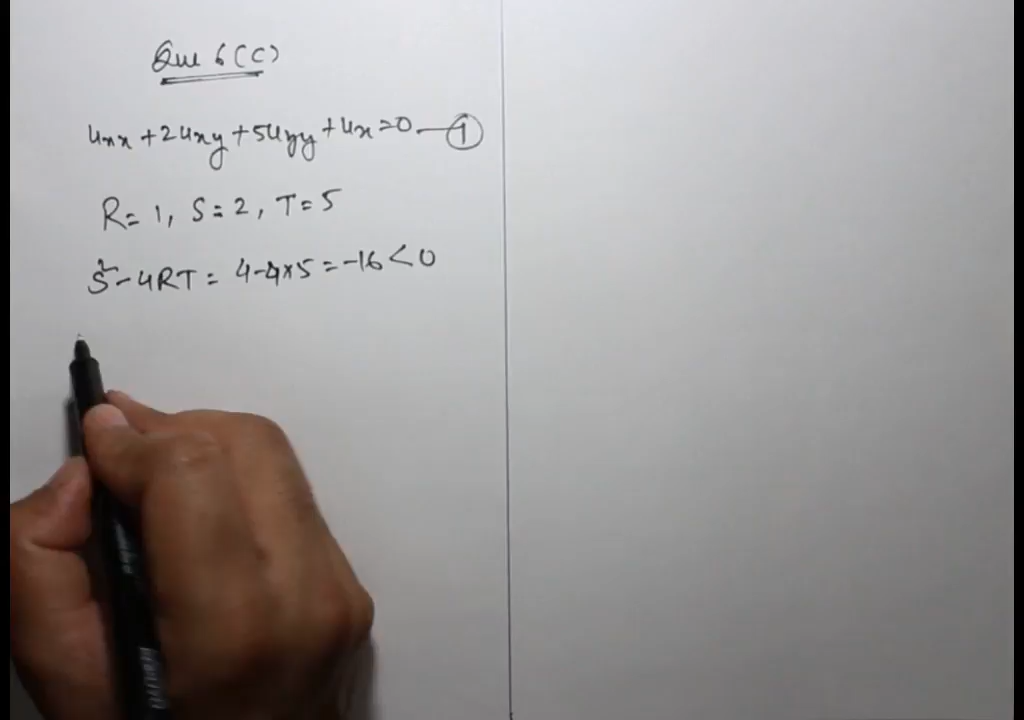 Que 6(C)
uxx + 2uxy + 5uyy + ux = 0 — ①
R = 1, S = 2, T = 5
S² - 4RT = 4 - 4×5 = -16 < 0